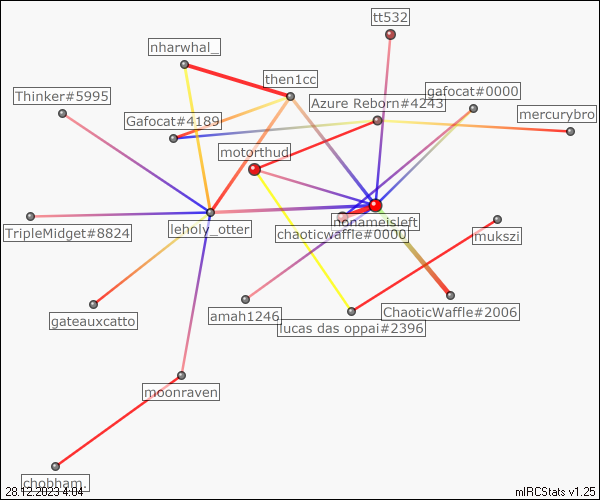 tt532
nharwhal_
then1cc
gafocat#0000
Thinker#5995
Azure Reborn#4243
mercurybro
Gafocat#4189
motorthud
nonameisleft
TripleMidget#8824
leholy_otter
chaoticwaffle#0000
mukszi
gateauxcatto
amah1246
lucas das oppai#2396
ChaoticWaffle#2006
moonraven
chobham.
28.12.2023 4:04
mIRCStats v1.25